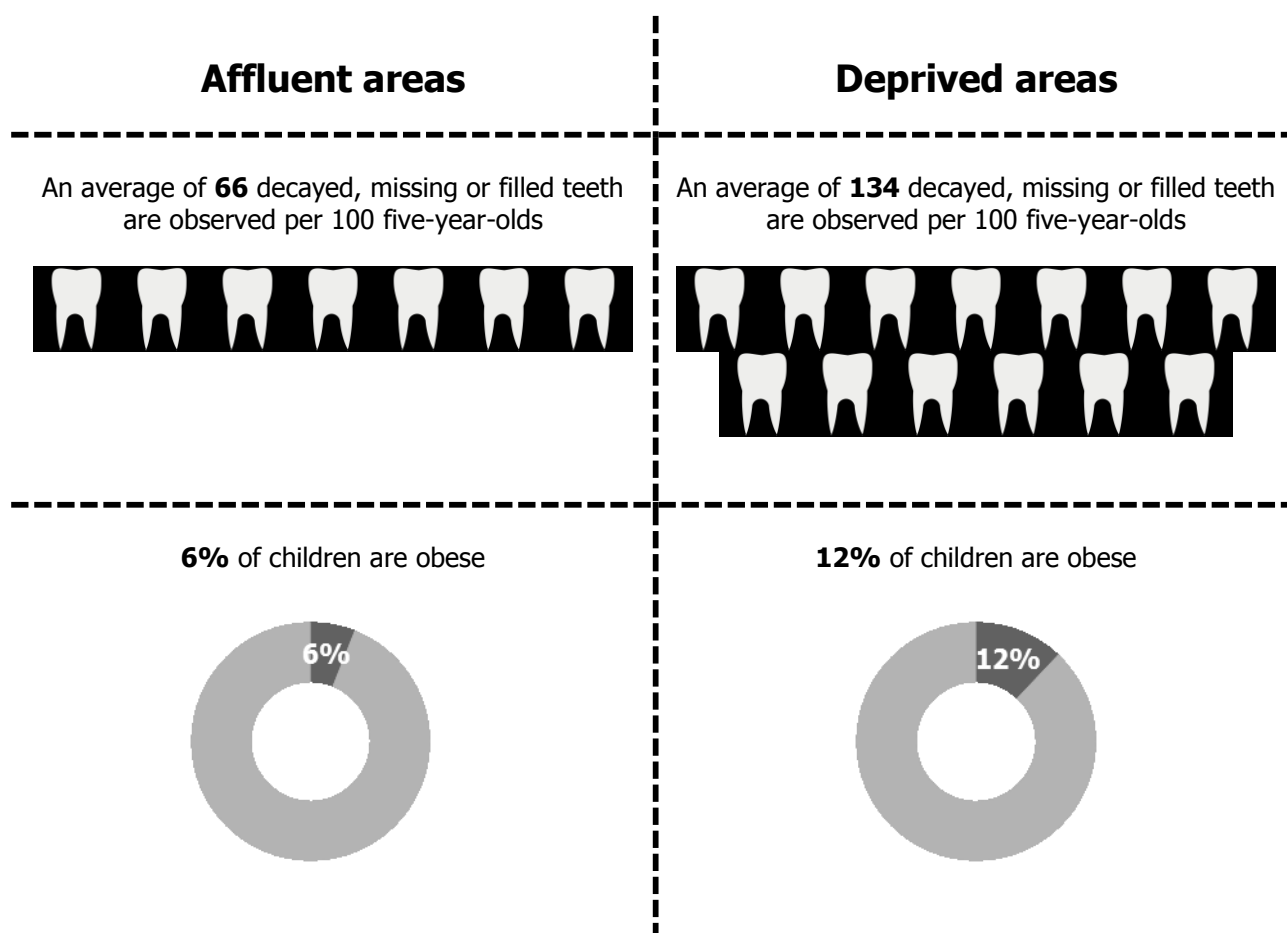 Affluent areas
Deprived areas
An average of 66 decayed, missing or filled teeth
are observed per 100 five-year-olds
An average of 134 decayed, missing or filled teeth
are observed per 100 five-year-olds
6% of children are obese
12% of children are obese
6%
12%